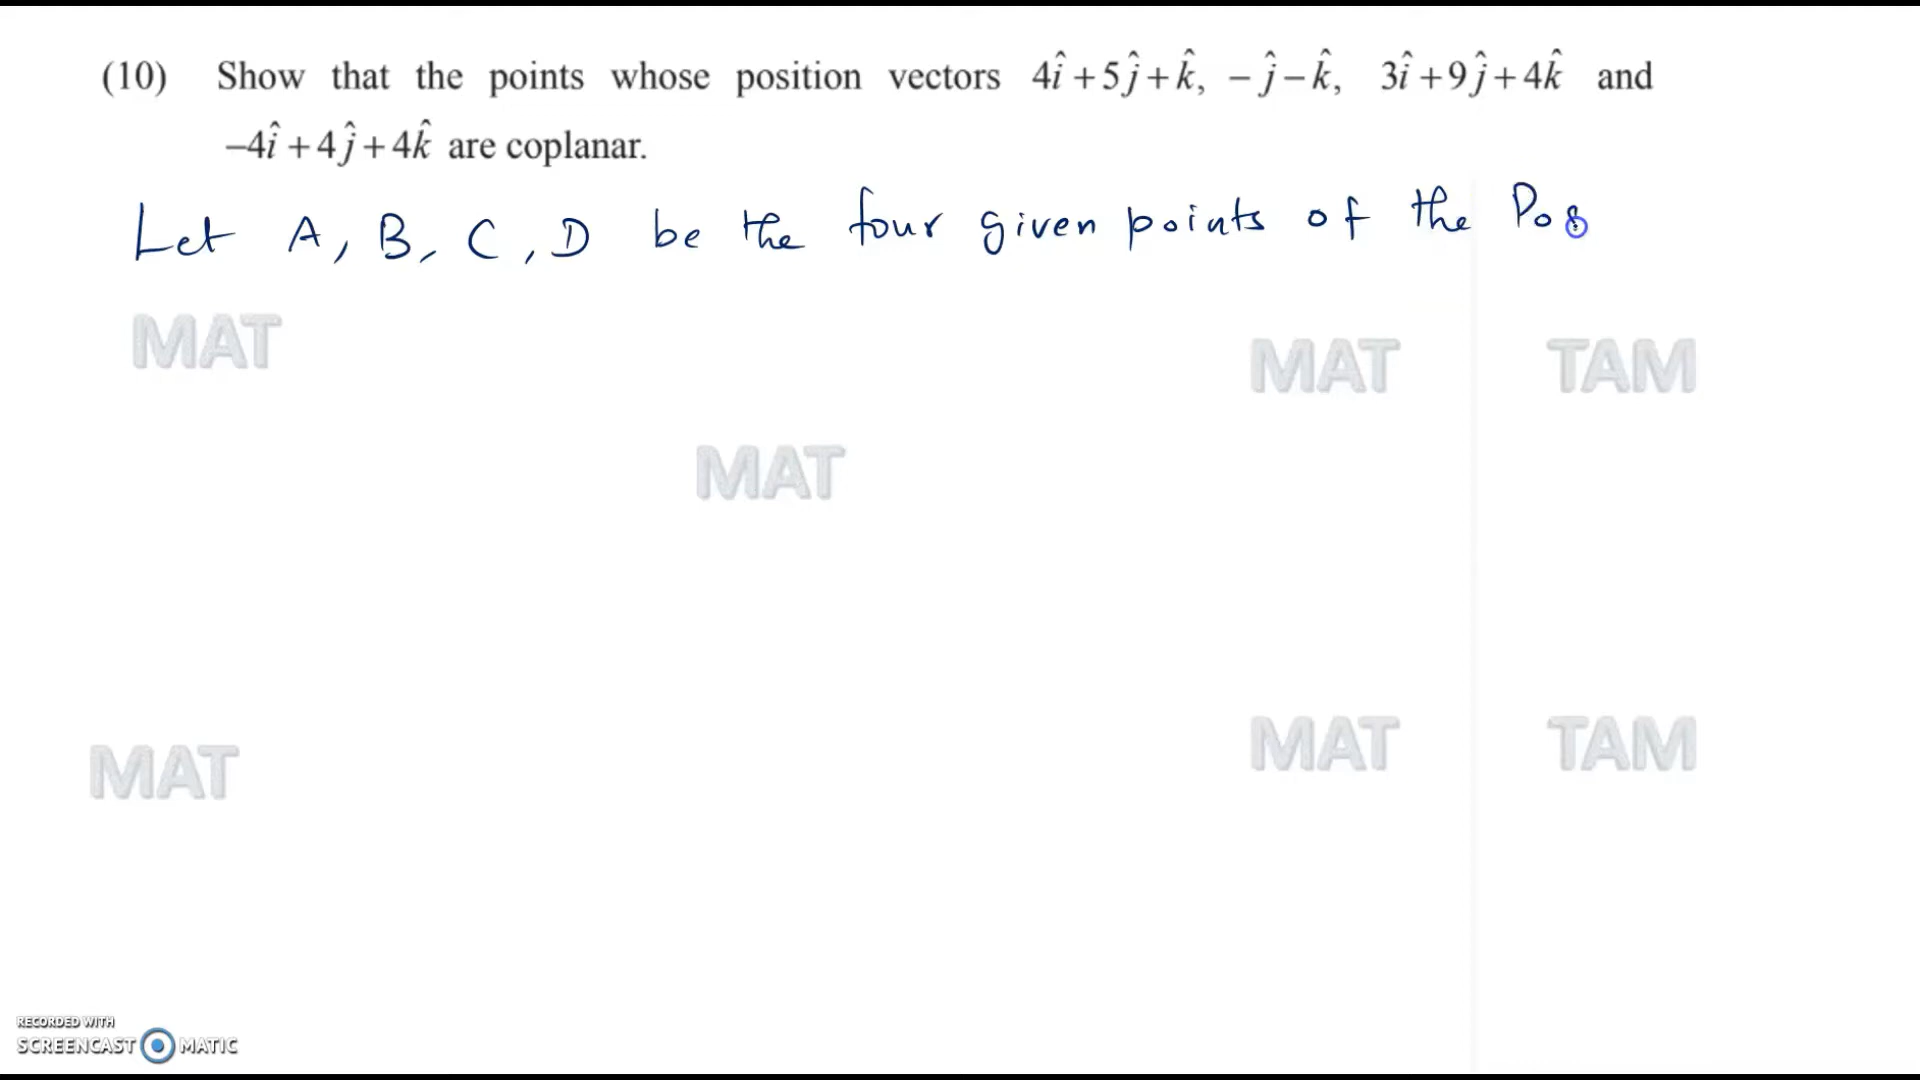 (10) Show that the points whose position vectors 4î + 5ĵ + k̂, − ĵ − k̂, 3î + 9ĵ + 4k̂ and
−4î + 4ĵ + 4k̂ are coplanar.
Let A, B, C, D be the four given points of the Pos
MAT
MAT TAM
MAT
MAT TAM
MAT
RECORDED WITH
SCREENCAST MATIC